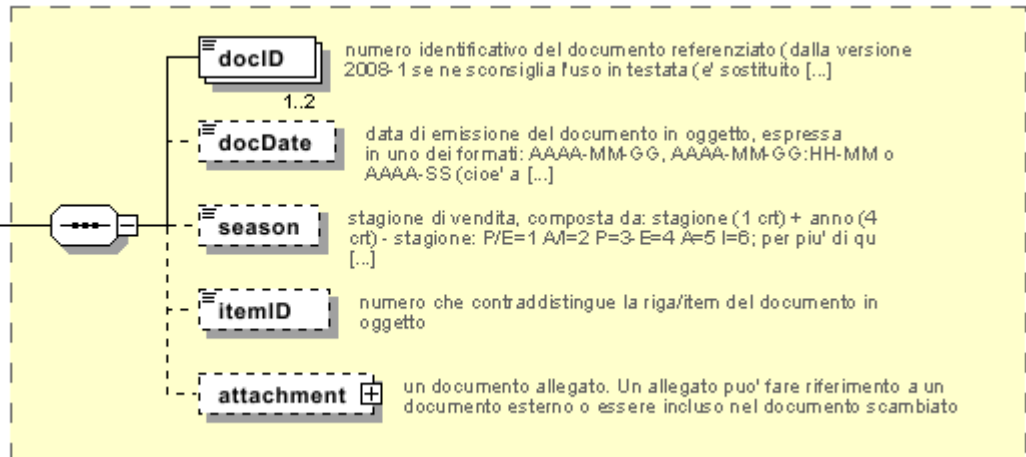 docID
numero identificativo del documento referenziato (dalla versione
2008-1 se ne sconsiglia l'uso in testata (e' sostituito [...]
1..2
docDate
data di emissione del documento in oggetto, espressa
in uno dei formati: AAAA-MM-GG, AAAA-MM-GG:HH-MM o
AAAA-SS (cioe' a [...]
season
stagione di vendita, composta da: stagione (1 crt) + anno (4
crt) - stagione: P/E=1 A/I=2 P=3- E=4 A=5 I=6; per piu' di qu
[...]
itemID
numero che contraddistingue la riga/item del documento in
oggetto
attachment
un documento allegato. Un allegato puo' fare riferimento a un
documento esterno o essere incluso nel documento scambiato